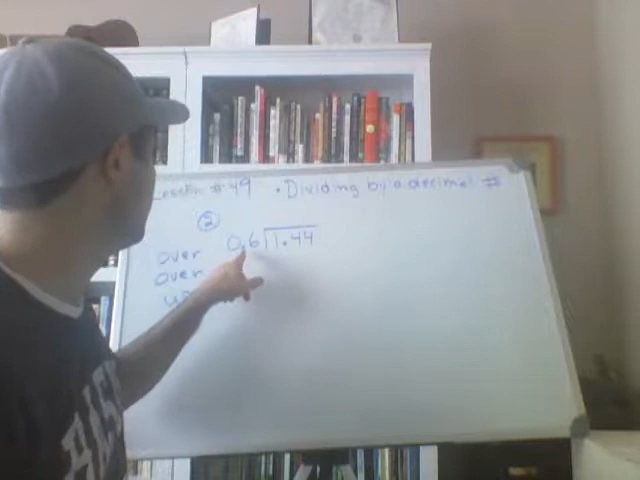 Lesson #49 • Dividing by a decimal #
②
over 0.6⟌1.44
over
up